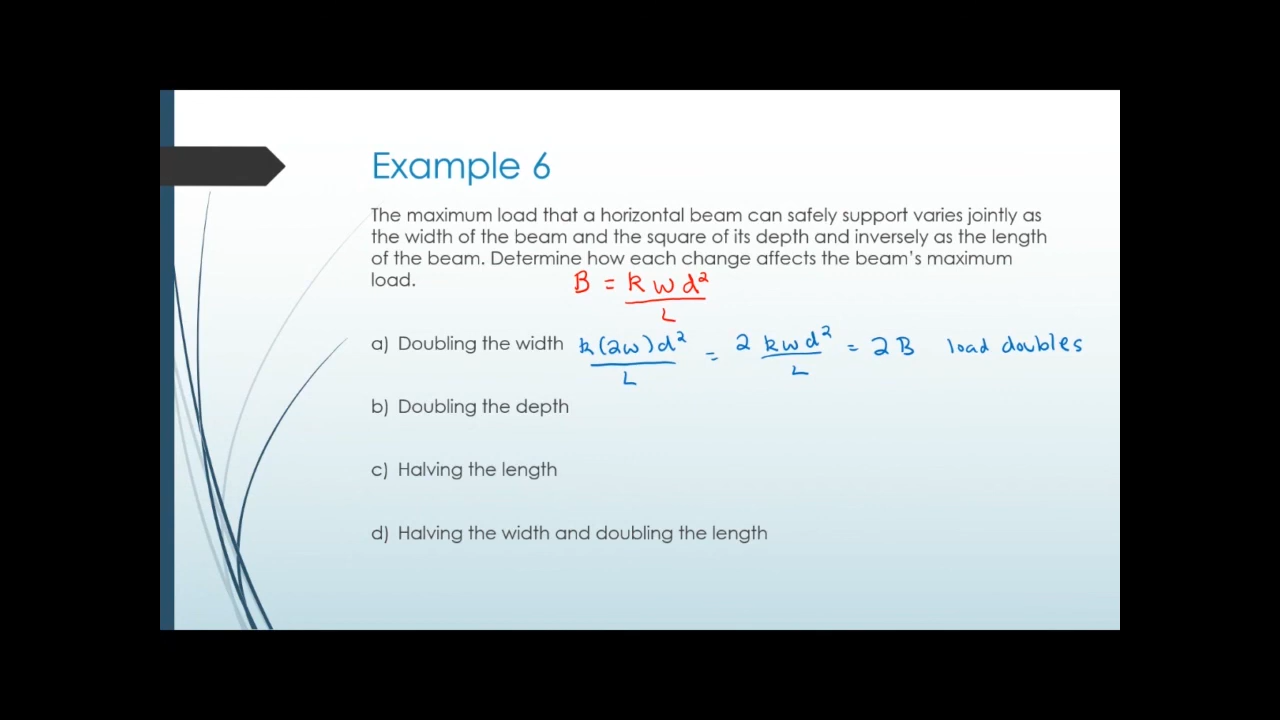 Example 6
The maximum load that a horizontal beam can safely support varies jointly as
the width of the beam and the square of its depth and inversely as the length
of the beam. Determine how each change affects the beam's maximum
load.
B = k w d² / L
a) Doubling the width k(2w)d² / L = 2 kwd² / L = 2B load doubles
b) Doubling the depth
c) Halving the length
d) Halving the width and doubling the length